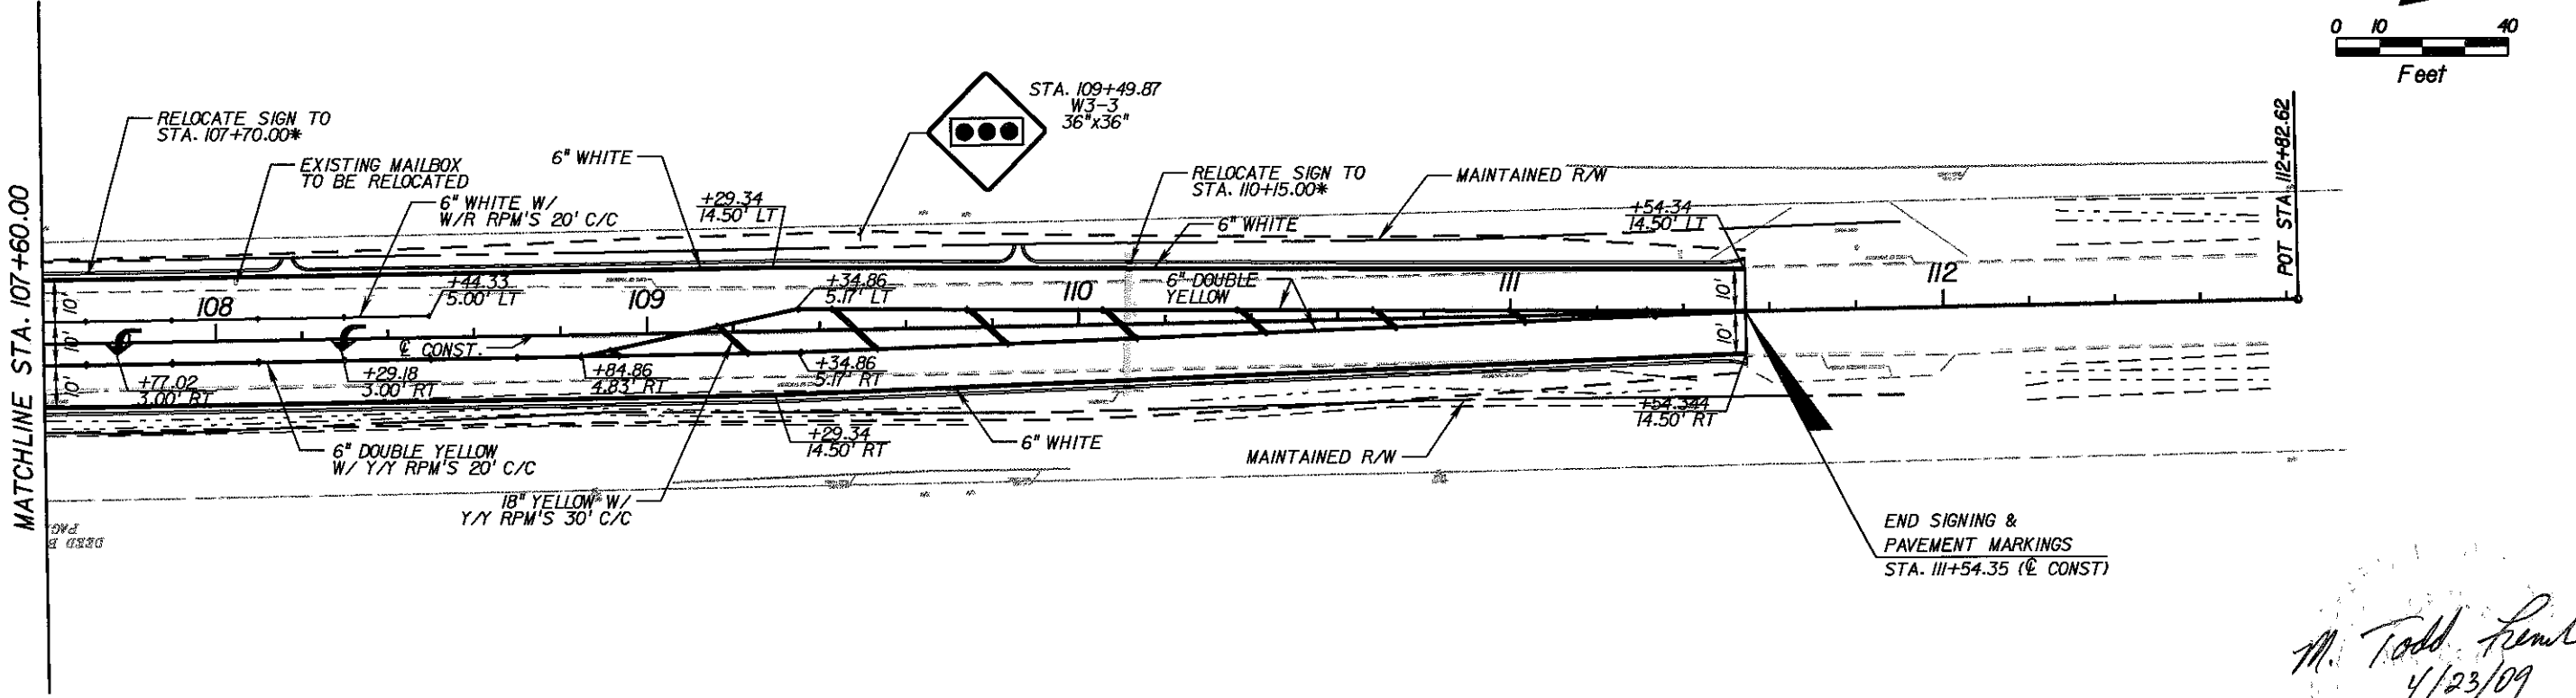 0 10 40
Feet
STA. 109+49.87
W3-3
36"x36"
RELOCATE SIGN TO
STA. 107+70.00*
EXISTING MAILBOX
TO BE RELOCATED
6" WHITE
6" WHITE W/
W/R RPM'S 20' C/C
+29.34
14.50' LT
RELOCATE SIGN TO
STA. 110+15.00*
MAINTAINED R/W
6" WHITE
+54.34
14.50' LT
POT STA. 112+82.62
MATCHLINE STA. 107+60.00
+44.33
5.00' LT
+34.86
5.17' LT
6" DOUBLE
YELLOW
108
109
110
111
112
10'
10'
10'
10'
10'
℄ CONST.
+77.02
3.00' RT
+29.18
3.00' RT
+84.86
4.83' RT
+34.86
5.17' RT
+54.344
14.50' RT
+29.34
14.50' RT
6" WHITE
MAINTAINED R/W
6" DOUBLE YELLOW
W/ Y/Y RPM'S 20' C/C
18" YELLOW W/
Y/Y RPM'S 30' C/C
DEED B
PAG
END SIGNING &
PAVEMENT MARKINGS
STA. 111+54.35 (℄ CONST)
M. Todd
4/23/09